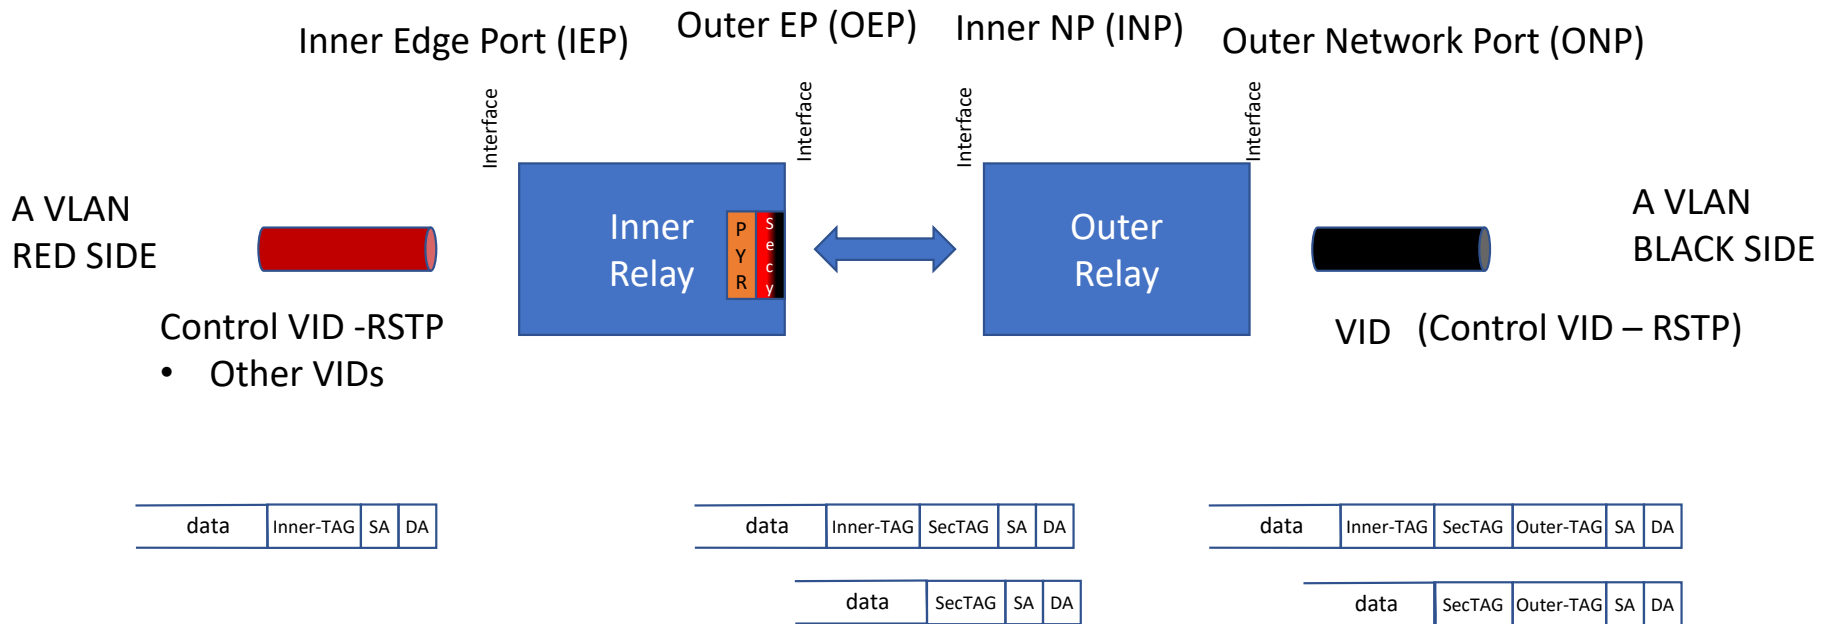 Inner Edge Port (IEP)
Outer EP (OEP)
Inner NP (INP)
Outer Network Port (ONP)
Interface
Interface
Interface
Interface
A VLAN
RED SIDE
Inner
Relay
P
Y
R
S
e
c
y
Outer
Relay
A VLAN
BLACK SIDE
Control VID -RSTP
• Other VIDs
VID
(Control VID – RSTP)
data Inner-TAG SA DA
data Inner-TAG SecTAG SA DA
data Inner-TAG SecTAG Outer-TAG SA DA
data SecTAG SA DA
data SecTAG Outer-TAG SA DA